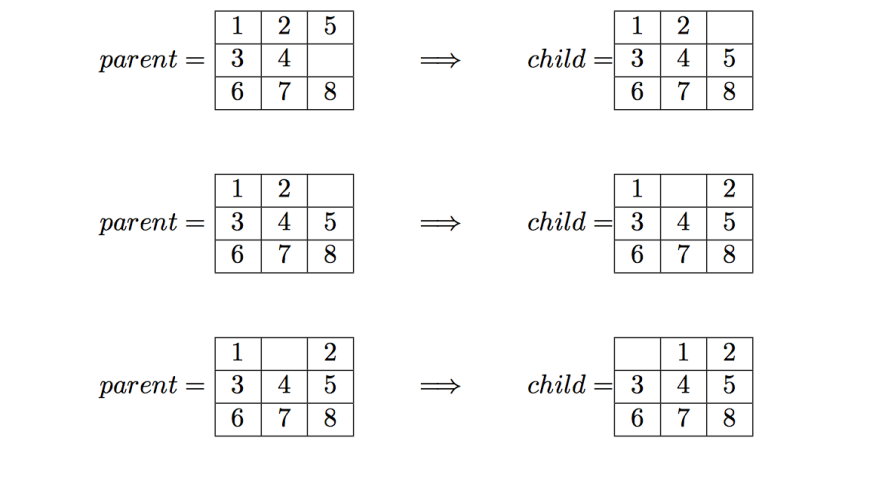 1 2 5 1 2
parent = 3 4 ⟹ child = 3 4 5
6 7 8 6 7 8
1 2 1 2
parent = 3 4 5 ⟹ child = 3 4 5
6 7 8 6 7 8
1 2 1 2
parent = 3 4 5 ⟹ child = 3 4 5
6 7 8 6 7 8